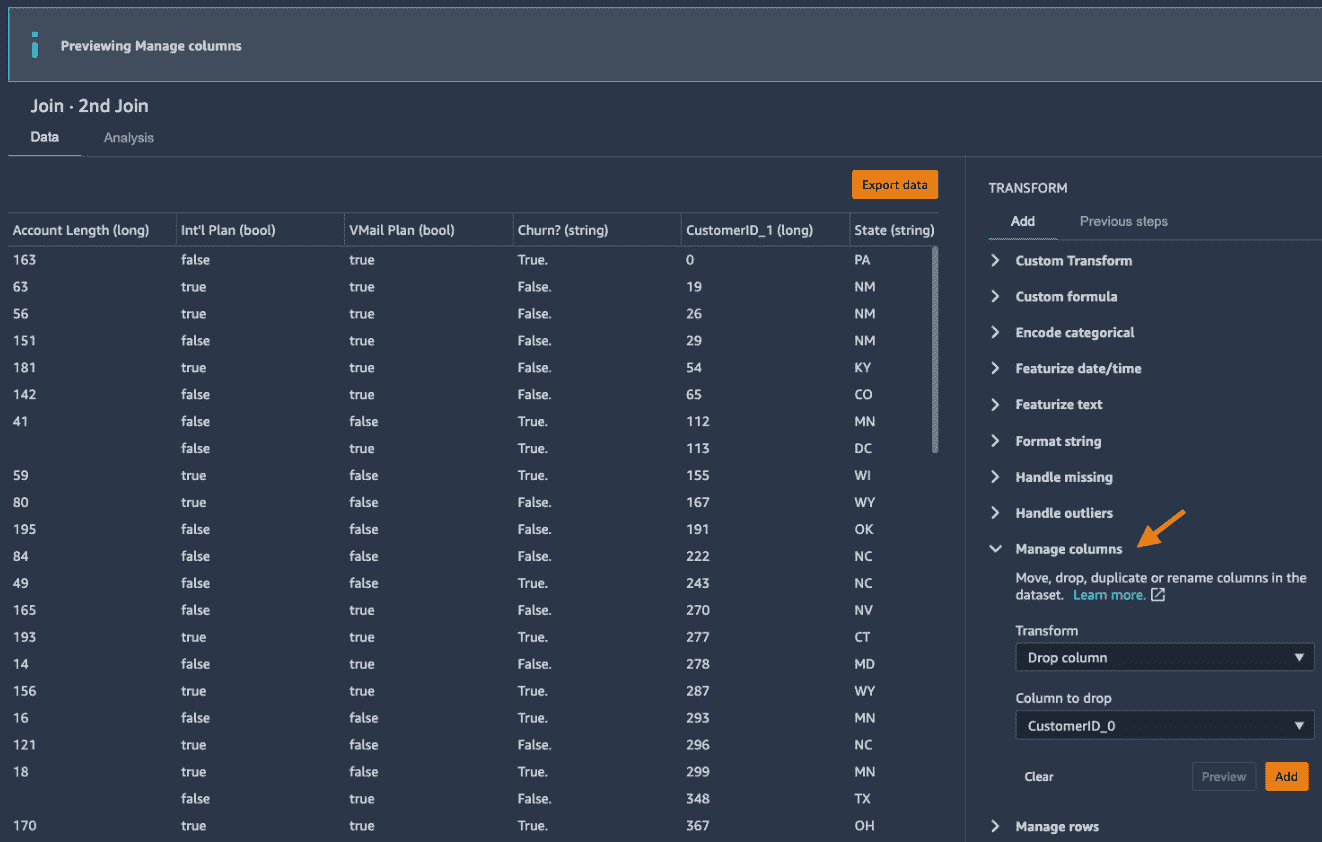 Previewing Manage columns
Join · 2nd Join
Data Analysis
Export data
Account Length (long) Int'l Plan (bool) VMail Plan (bool) Churn? (string) CustomerID_1 (long) State (string)
163 false true True. 0 PA
63 true true False. 19 NM
56 true true False. 26 NM
151 false true False. 29 NM
181 true true False. 54 KY
142 false true False. 65 CO
41 false false True. 112 MN
false true True. 113 DC
59 true false True. 155 WI
80 true false False. 167 WY
195 false false False. 191 OK
84 false false False. 222 NC
49 false false True. 243 NC
165 false true False. 270 NV
193 true true True. 277 CT
14 false true False. 278 MD
156 true true True. 287 WY
16 false false True. 293 MN
121 true false False. 296 NC
18 true false True. 299 MN
false true False. 348 TX
170 true true True. 367 OH
TRANSFORM
Add Previous steps
Custom Transform
Custom formula
Encode categorical
Featurize date/time
Featurize text
Format string
Handle missing
Handle outliers
Manage columns
Move, drop, duplicate or rename columns in the
dataset. Learn more.
Transform
Drop column
Column to drop
CustomerID_0
Clear Preview Add
Manage rows